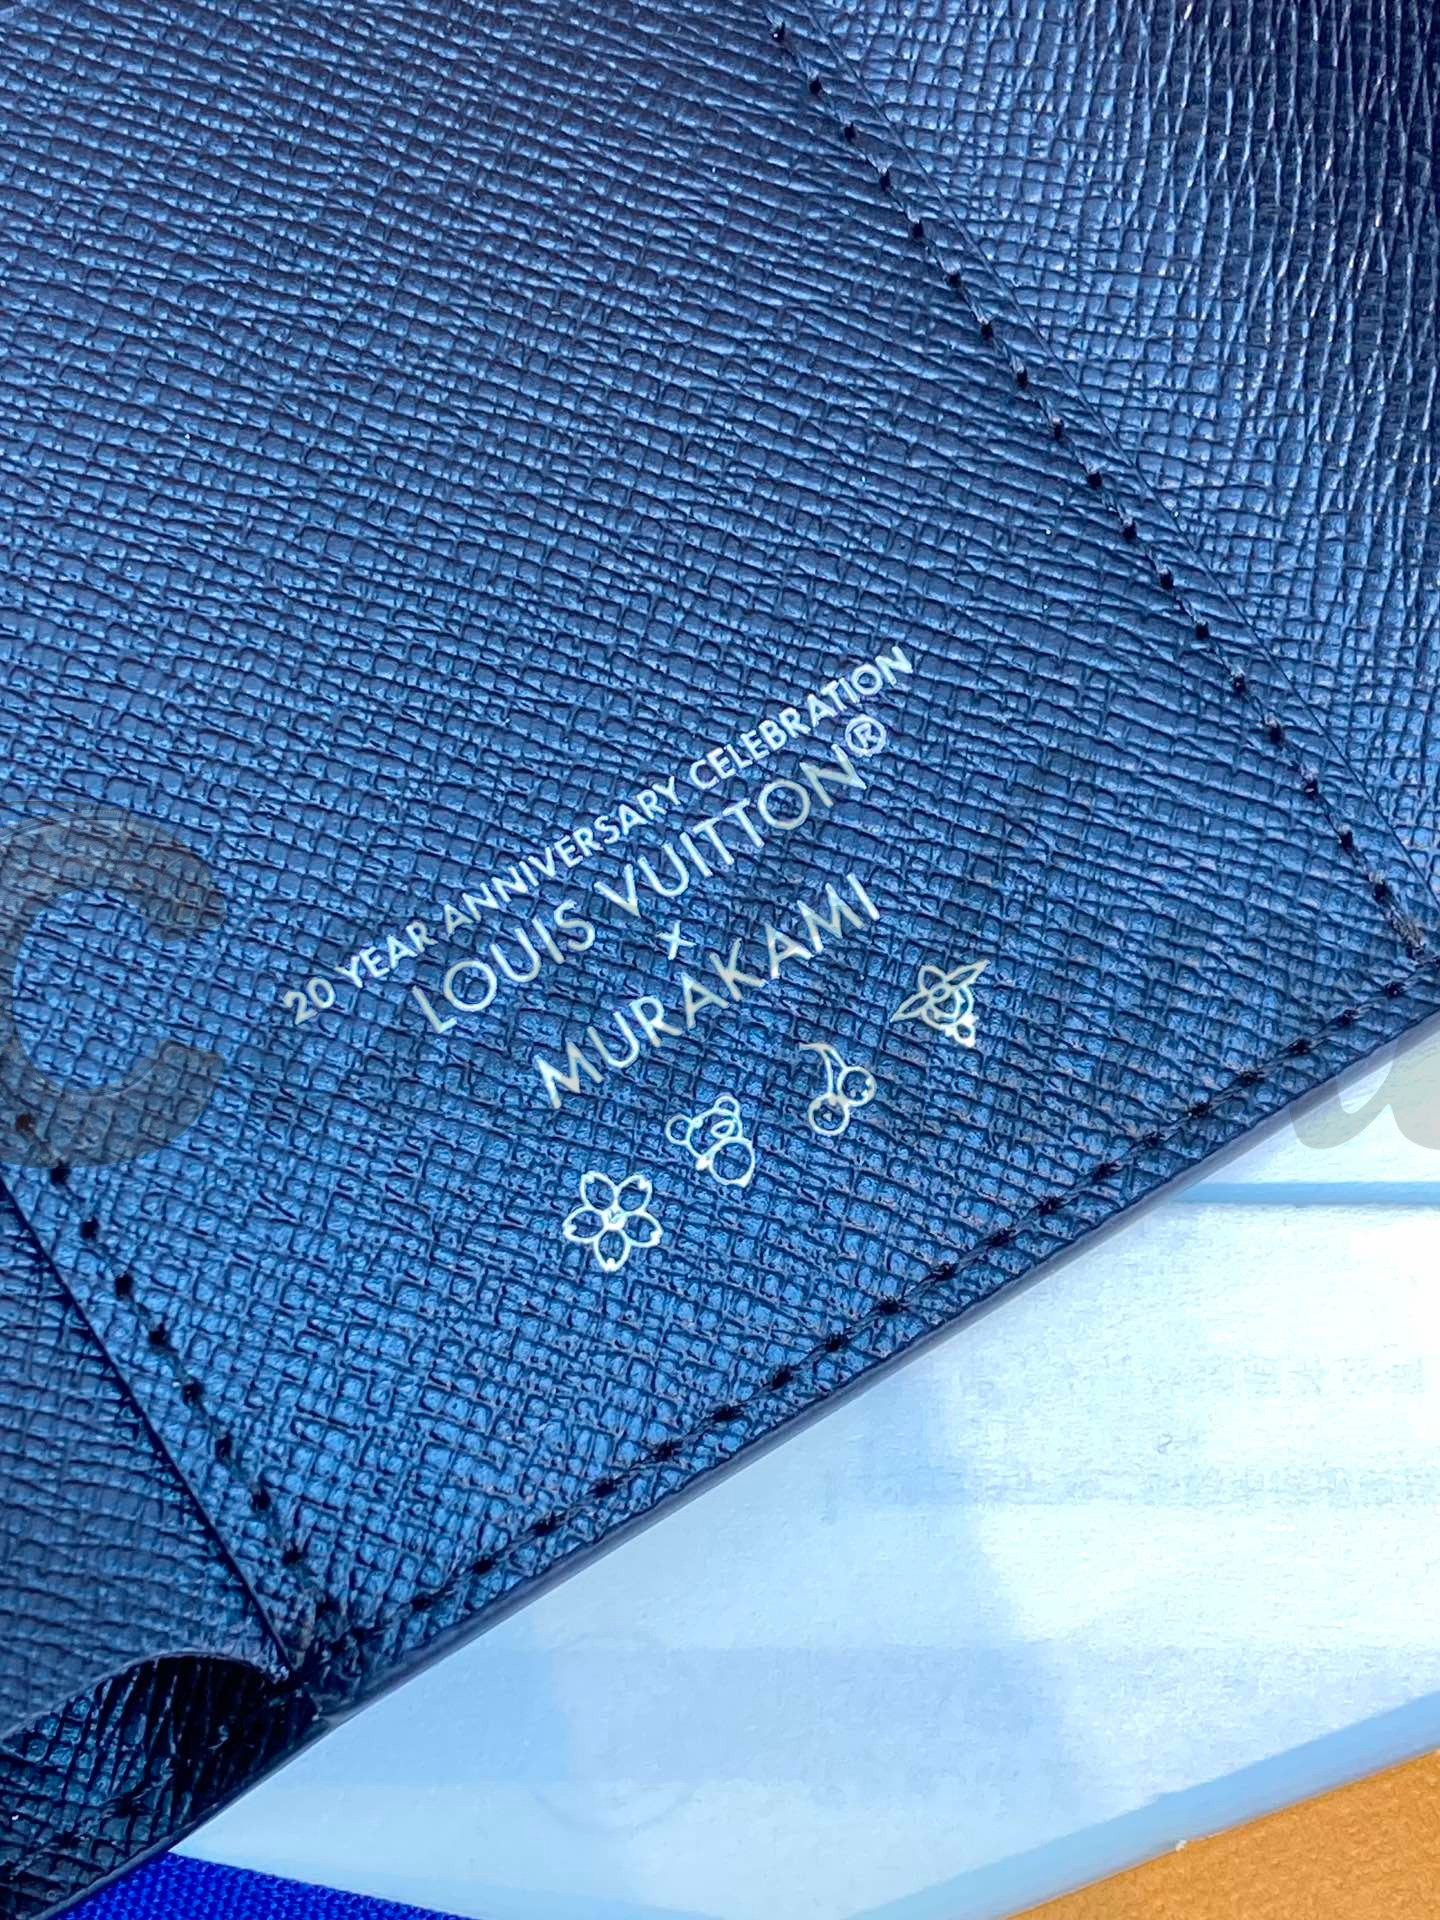 20 YEAR ANNIVERSARY CELEBRATION
LOUIS VUITTON®
x
MURAKAMI